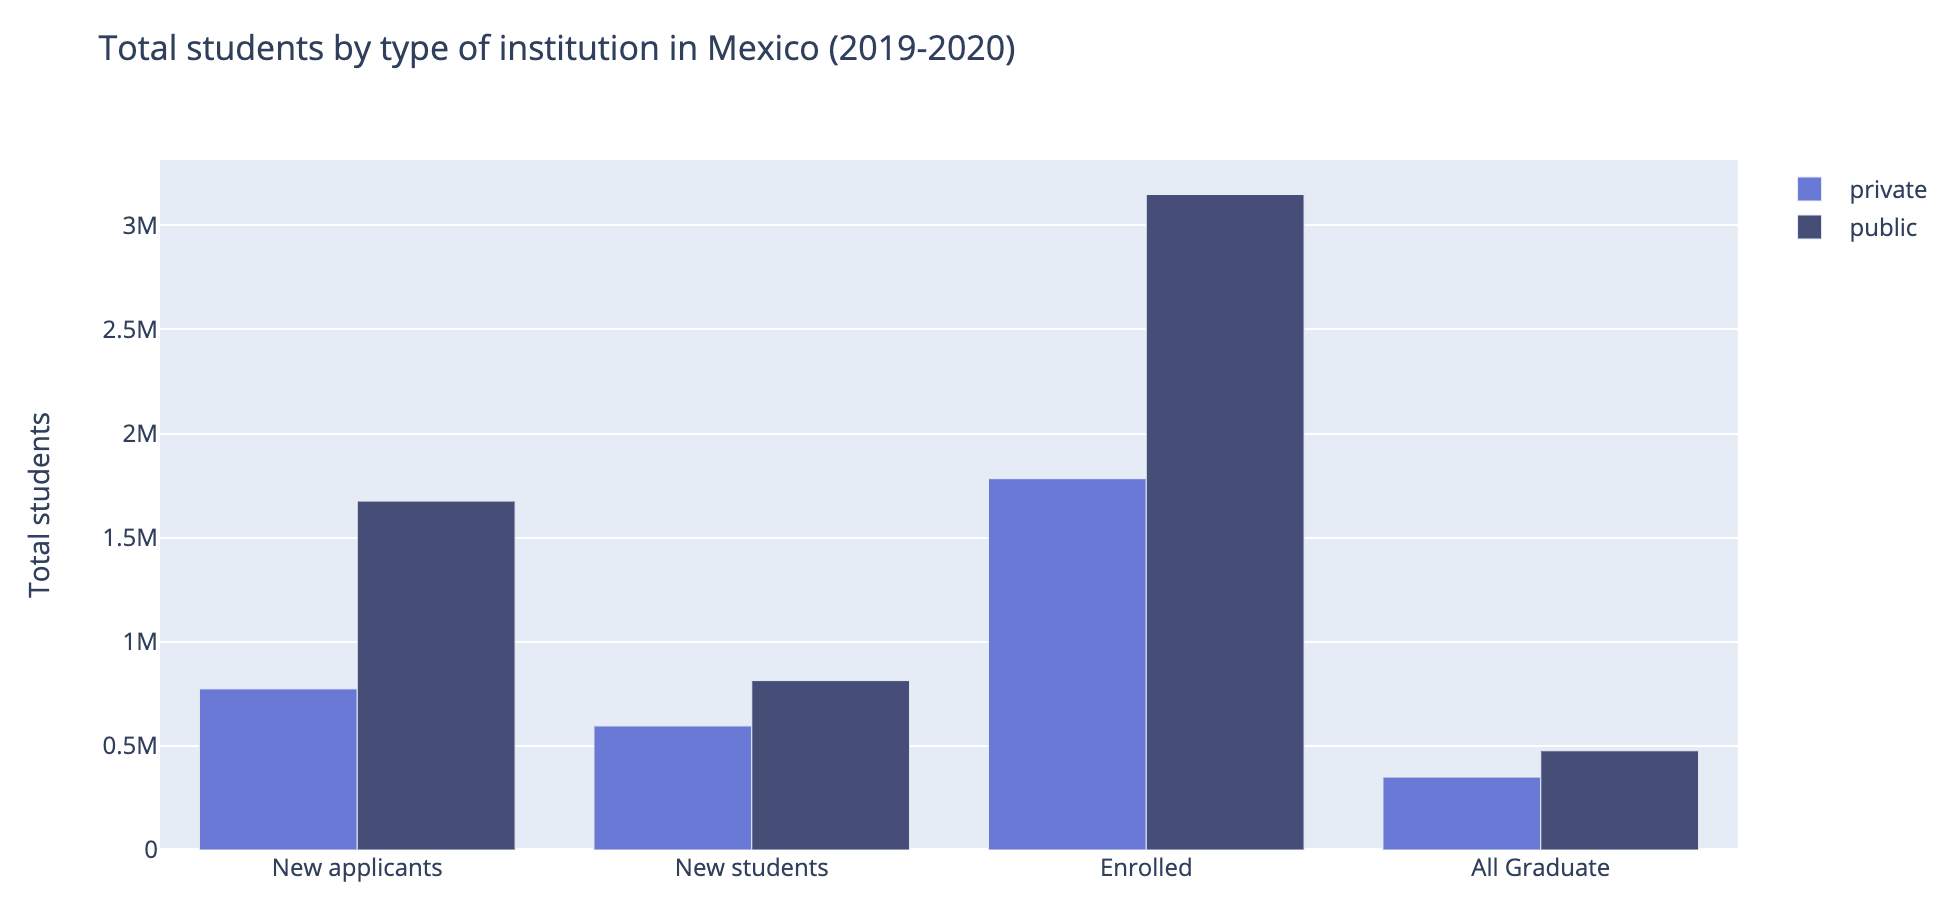 Total students by type of institution in Mexico (2019-2020)
private
public
Total students
3M
2.5M
2M
1.5M
1M
0.5M
0
New applicants
New students
Enrolled
All Graduate